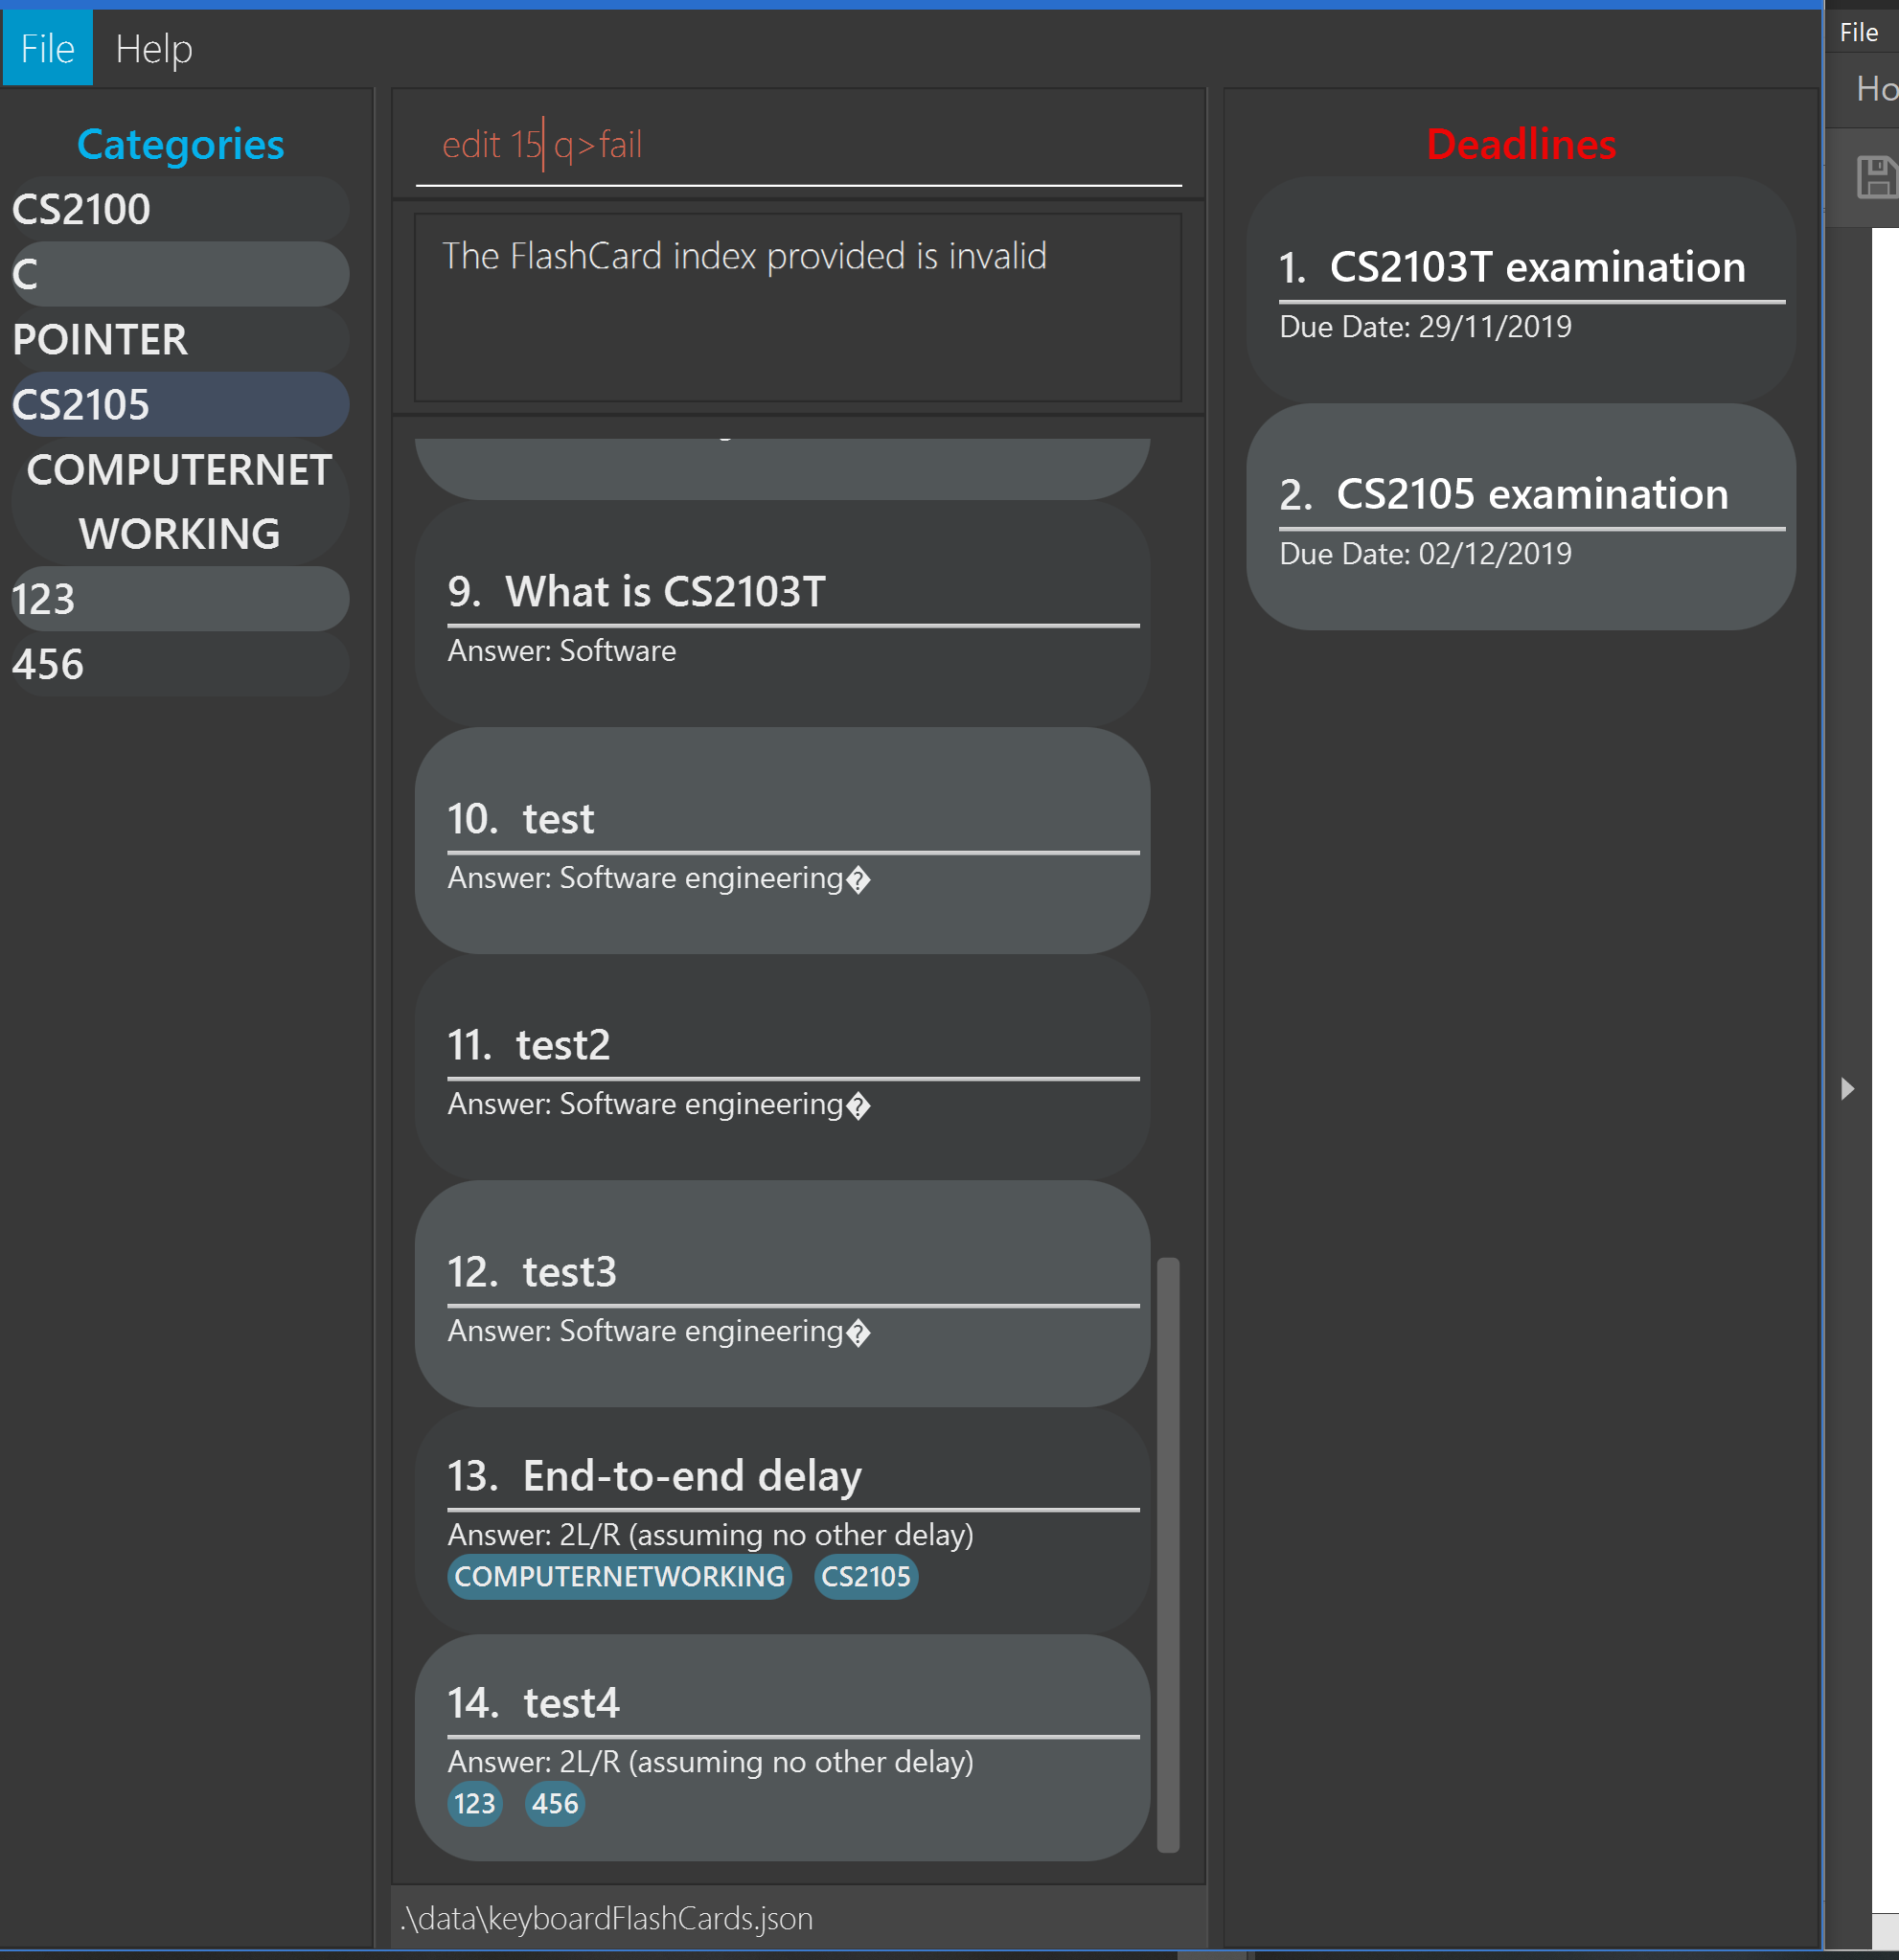 File Help
Categories
CS2100
C
POINTER
CS2105
COMPUTERNET
WORKING
123
456
edit 15 q>fail
The FlashCard index provided is invalid
9. What is CS2103T
Answer: Software
10. test
Answer: Software engineering�
11. test2
Answer: Software engineering�
12. test3
Answer: Software engineering�
13. End-to-end delay
Answer: 2L/R (assuming no other delay)
COMPUTERNETWORKING CS2105
14. test4
Answer: 2L/R (assuming no other delay)
123 456
.\data\keyboardFlashCards.json
Deadlines
1. CS2103T examination
Due Date: 29/11/2019
2. CS2105 examination
Due Date: 02/12/2019
File